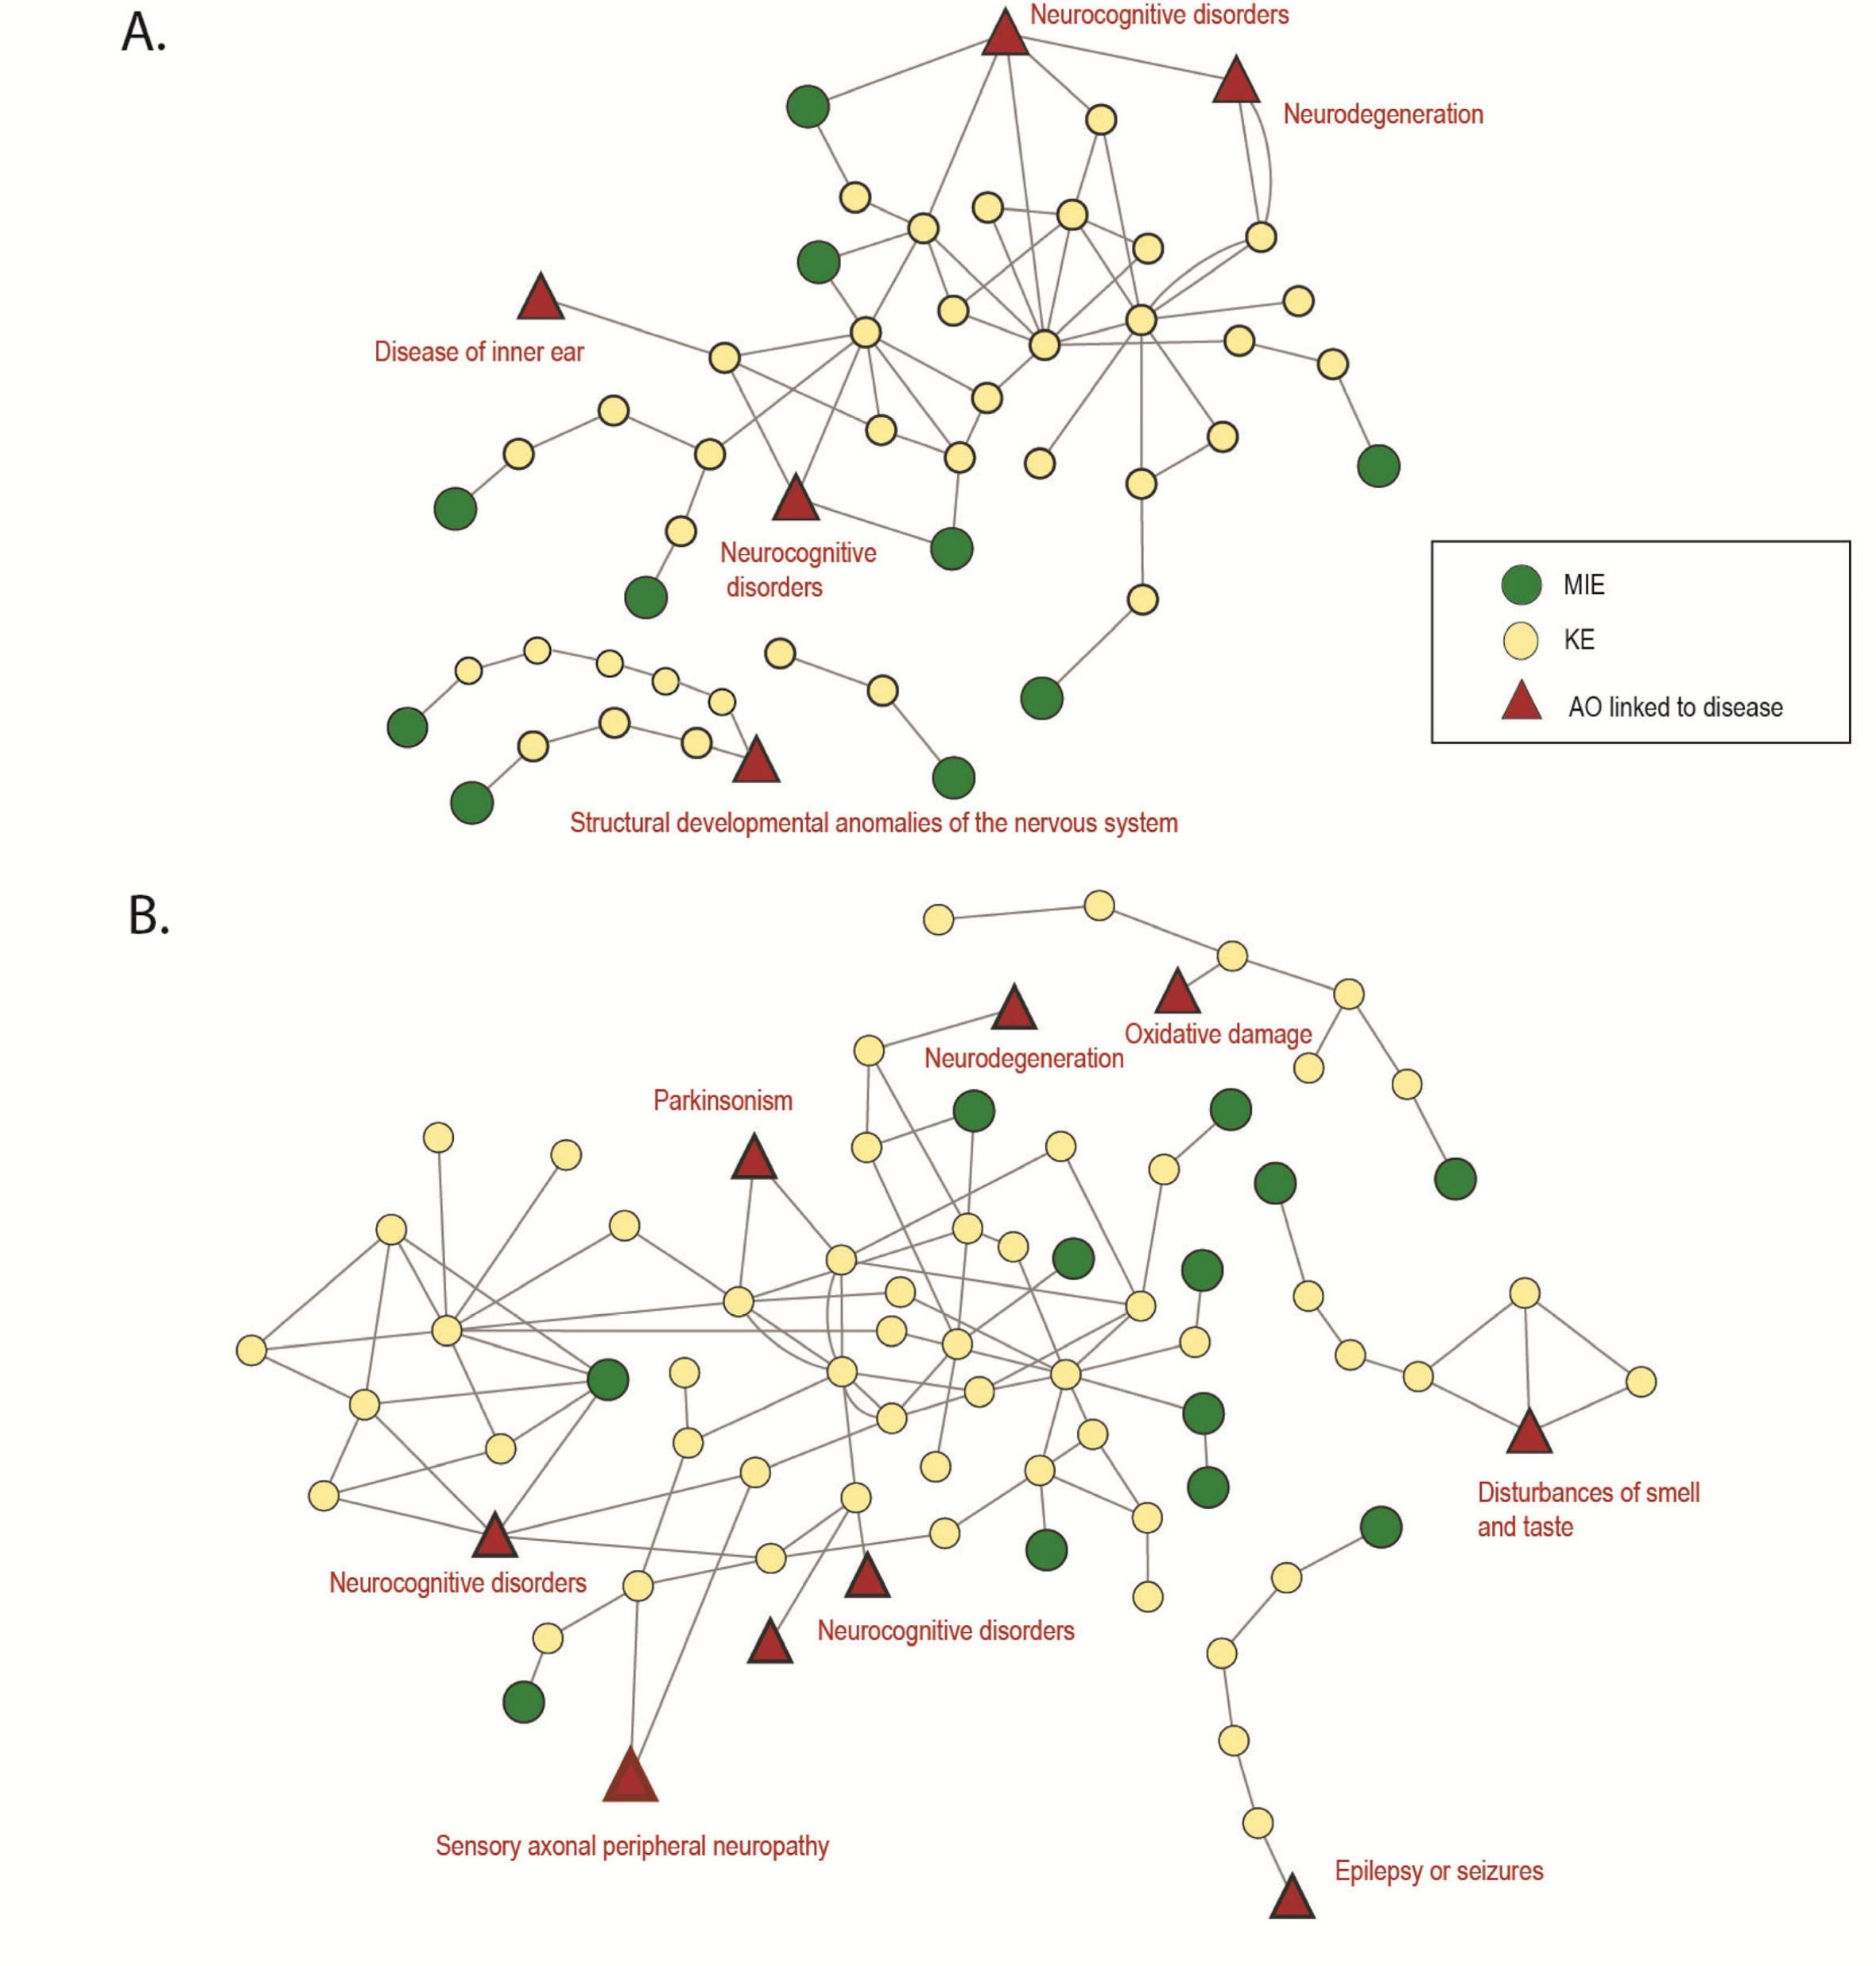 A.
Neurocognitive disorders
Neurodegeneration
Disease of inner ear
Neurocognitive
disorders
MIE
KE
AO linked to disease
Structural developmental anomalies of the nervous system
B.
Oxidative damage
Neurodegeneration
Parkinsonism
Disturbances of smell
and taste
Neurocognitive disorders
Neurocognitive disorders
Sensory axonal peripheral neuropathy
Epilepsy or seizures